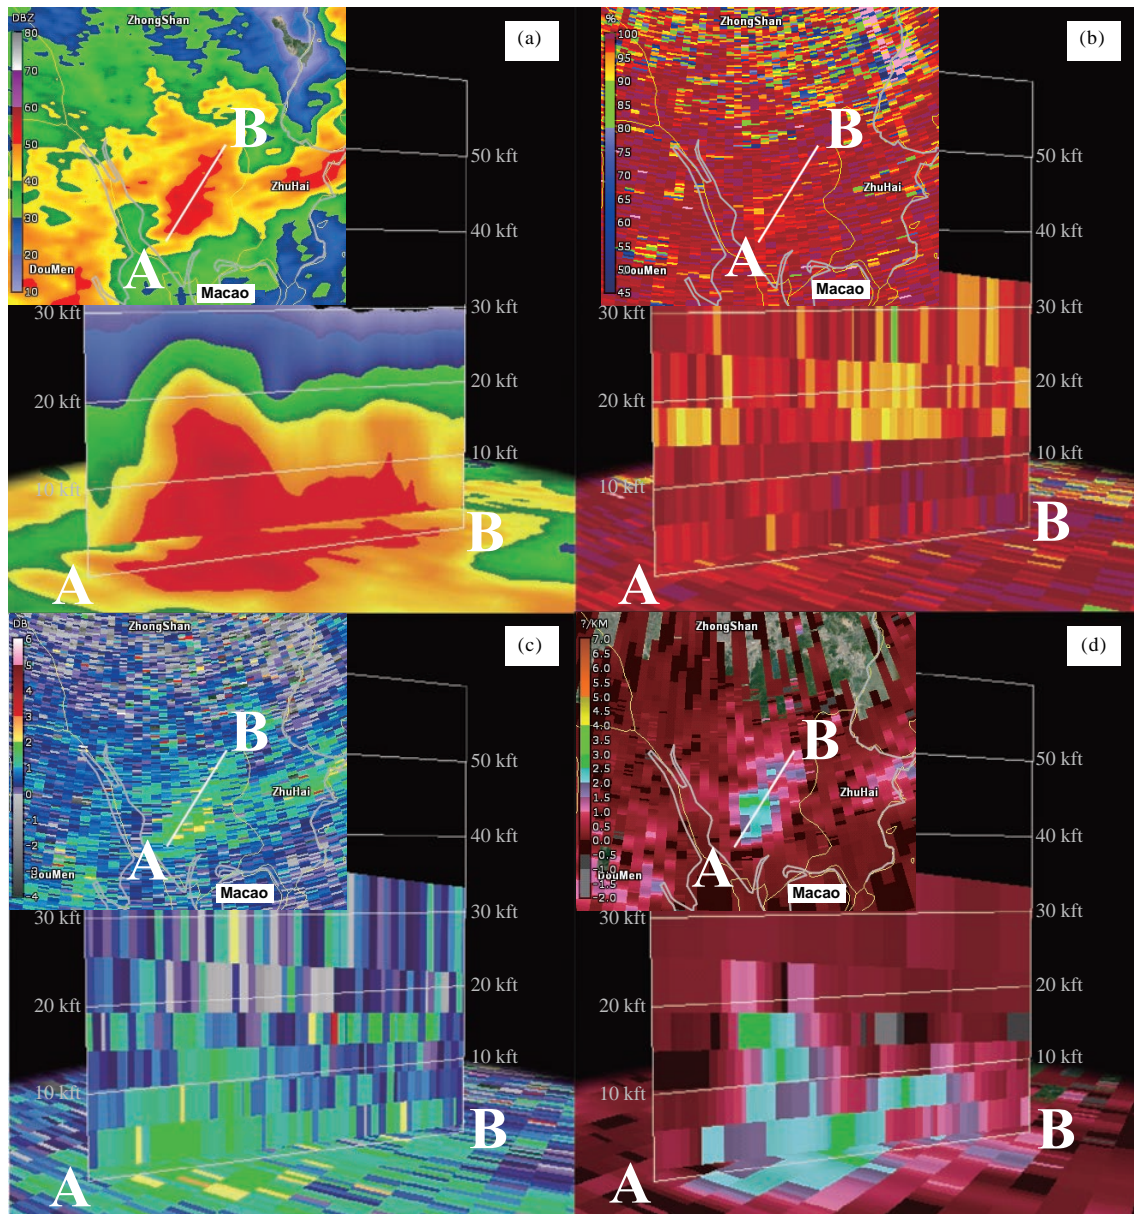 DBZ
ZhongShan
(a)
80
70
60
50
40
30
20
10
B
ZhuHai
A
DouMen
Macao
50 kft
40 kft
30 kft
30 kft
20 kft
20 kft
10 kft
10 kft
B
A
%
ZhongShan
(b)
100
95
90
85
80
75
70
65
60
55
50
45
B
ZhuHai
A
DouMen
Macao
50 kft
40 kft
30 kft
30 kft
20 kft
20 kft
10 kft
10 kft
B
A
DB
ZhongShan
(c)
6
5
4
3
2
1
0
-1
-2
-3
-4
B
ZhuHai
A
DouMen
Macao
50 kft
40 kft
30 kft
30 kft
20 kft
20 kft
10 kft
10 kft
B
A
?/KM
ZhongShan
(d)
7.0
6.0
5.5
5.0
4.5
4.0
3.5
3.0
2.5
2.0
1.5
1.0
0.5
0.0
-0.5
-1.0
-1.5
-2.0
B
ZhuHai
A
DouMen
Macao
50 kft
40 kft
30 kft
30 kft
20 kft
20 kft
10 kft
10 kft
B
A